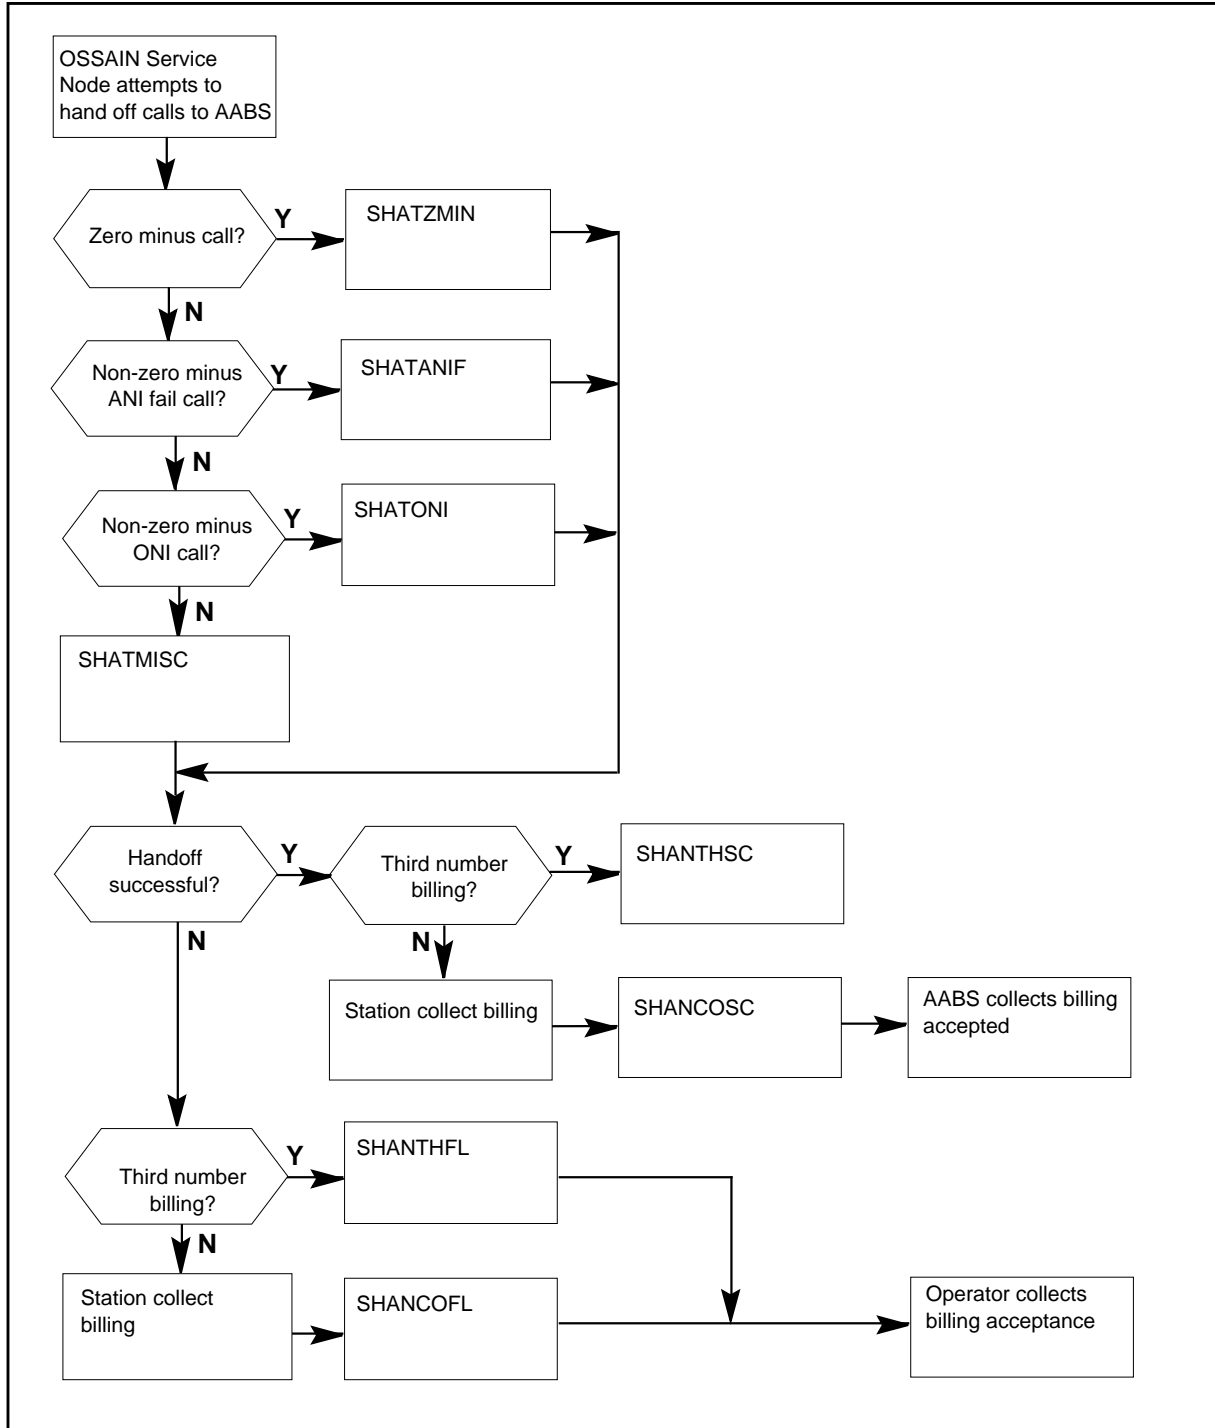 OSSAIN Service
Node attempts to
hand off calls to AABS
Zero minus call?
Y
SHATZMIN
N
Non-zero minus
ANI fail call?
Y
SHATANIF
N
Non-zero minus
ONI call?
Y
SHATONI
N
SHATMISC
Handoff
successful?
Y
Third number
billing?
Y
SHANTHSC
N
N
Station collect billing
SHANCOSC
AABS collects billing
accepted
Third number
billing?
Y
SHANTHFL
N
Station collect
billing
SHANCOFL
Operator collects
billing acceptance